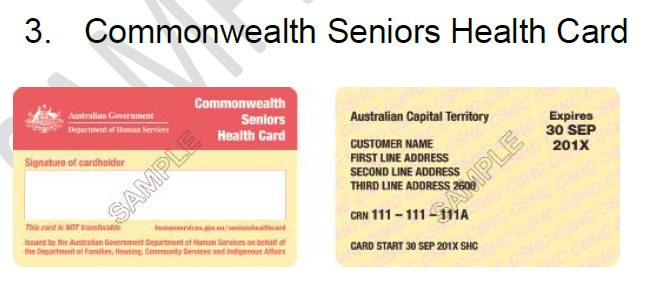 3. Commonwealth Seniors Health Card
Australian Government
Department of Human Services
Commonwealth
Seniors
Health Card
Signature of cardholder
SAMPLE
This card is NOT transferable
humanservices.gov.au/seniorshealthcard
Issued by the Australian Government Department of Human Services on behalf of
the Department of Families, Housing, Community Services and Indigenous Affairs
Australian Capital Territory
Expires
30 SEP
201X
CUSTOMER NAME
FIRST LINE ADDRESS
SECOND LINE ADDRESS
THIRD LINE ADDRESS 2600
SAMPLE
CRN 111 – 111 – 111A
CARD START 30 SEP 201X SHC